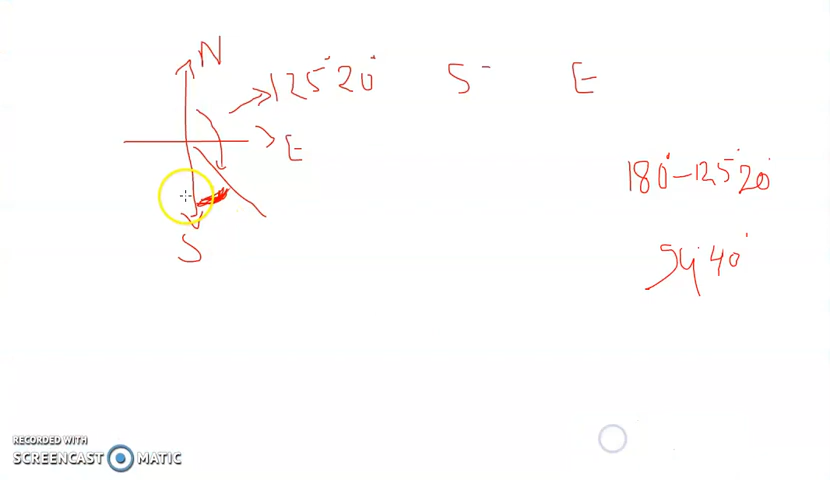 N
125°20° S E
E
180°-125°20°
S
54°40°
RECORDED WITH
SCREENCAST MATIC